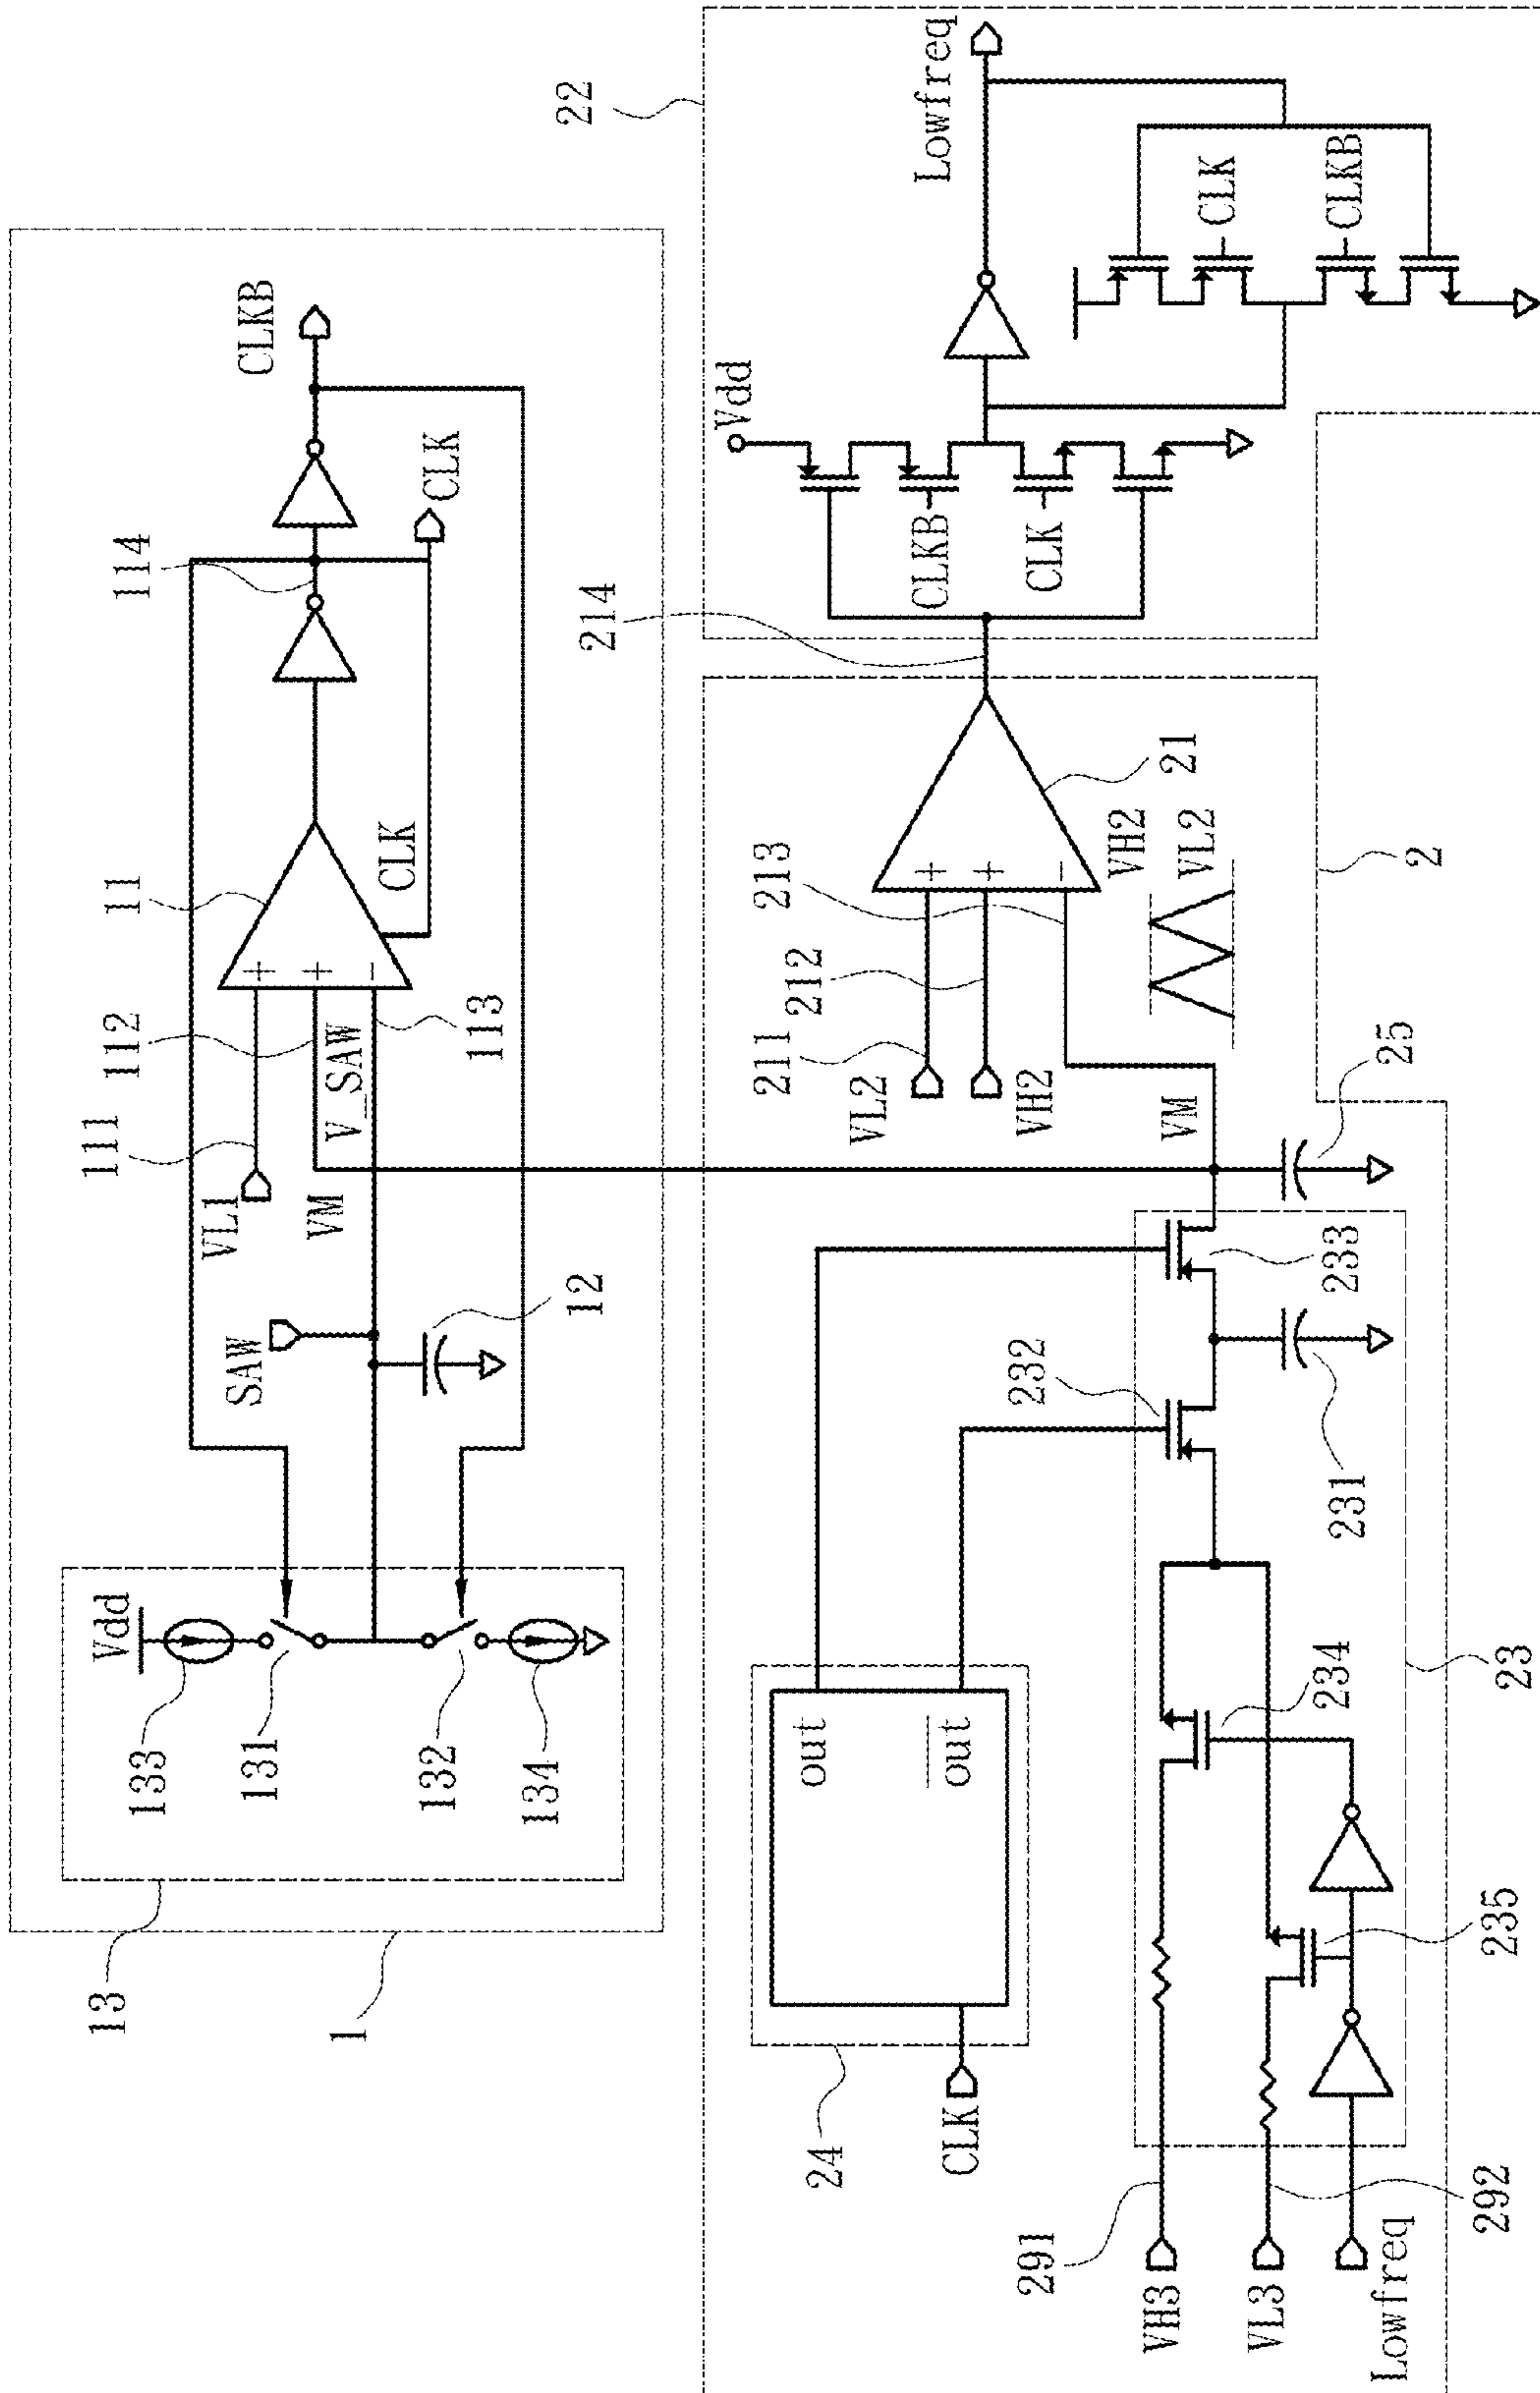 CLKB
114
CLK
11
CLK
111
112
V_SAW
113
VL1
VM
SAW
12
Vdd
133
131
132
134
13
1
22
Lowfreq
CLK
CLKB
Vdd
CLKB
CLK
214
21
213
212
211
VL2
VH2
VH2
VL2
2
VM
25
233
232
231
out
out
24
CLK
234
23
235
291
292
VH3
VL3
Lowfreq
+
+
-
+
+
-